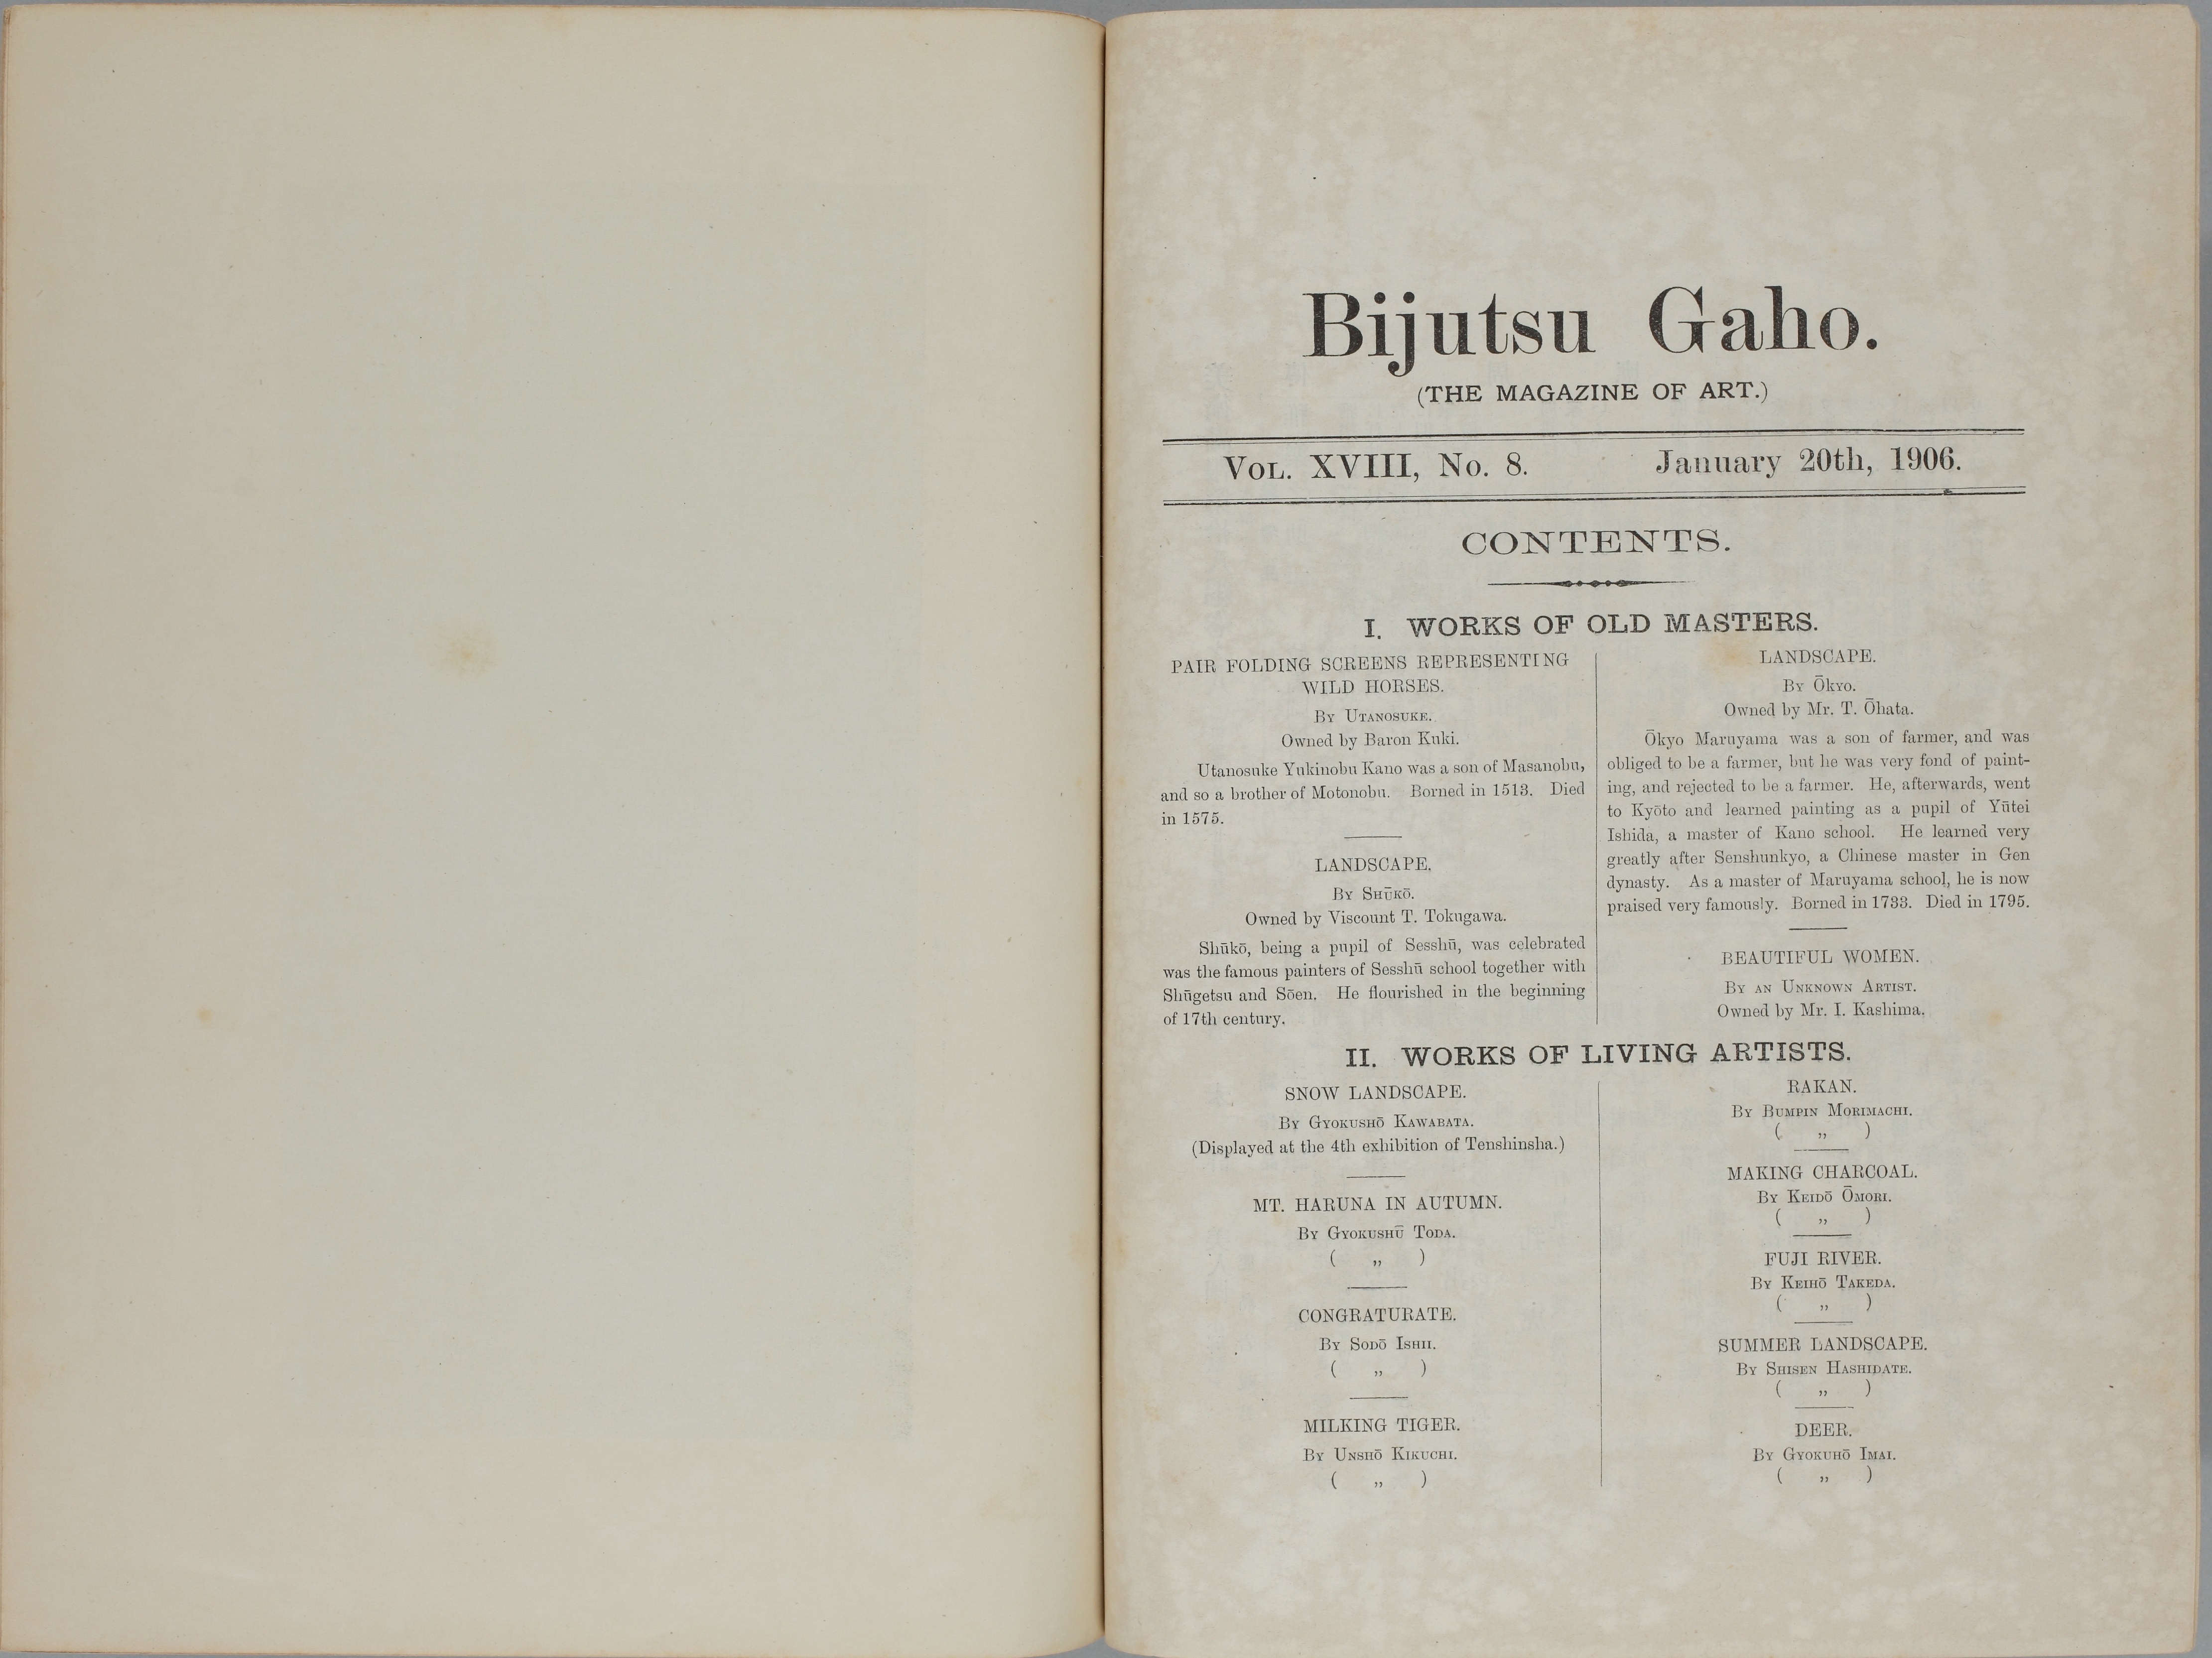 Bijutsu Gaho.
(THE MAGAZINE OF ART.)
VOL. XVIII, No. 8. January 20th, 1906.
CONTENTS.
I. WORKS OF OLD MASTERS.
PAIR FOLDING SCREENS REPRESENTING
WILD HORSES.
By Utanosuke.
Owned by Baron Kuki.
Utanosuke Yukinobu Kano was a son of Masanobu,
and so a brother of Motonobu. Borned in 1513. Died
in 1575.
LANDSCAPE.
By Shūkō.
Owned by Viscount T. Tokugawa.
Shūkō, being a pupil of Sesshū, was celebrated
was the famous painters of Sesshū school together with
Shūgetsu and Sōen. He flourished in the beginning
of 17th century.
LANDSCAPE.
By Ōkyo.
Owned by Mr. T. Ōhata.
Ōkyo Maruyama was a son of farmer, and was
obliged to be a farmer, but he was very fond of paint-
ing, and rejected to be a farmer. He, afterwards, went
to Kyōto and learned painting as a pupil of Yūtei
Ishida, a master of Kano school. He learned very
greatly after Senshunkyo, a Chinese master in Gen
dynasty. As a master of Maruyama school, he is now
praised very famously. Borned in 1733. Died in 1795.
BEAUTIFUL WOMEN.
By an Unknown Artist.
Owned by Mr. I. Kashima.
II. WORKS OF LIVING ARTISTS.
SNOW LANDSCAPE.
By Gyokushō Kawabata.
(Displayed at the 4th exhibition of Tenshinsha.)
MT. HARUNA IN AUTUMN.
By Gyokushū Toda.
( „ )
CONGRATURATE.
By Sodō Ishii.
( „ )
MILKING TIGER.
By Unshō Kikuchi.
( „ )
RAKAN.
By Bumpin Morimachi.
( „ )
MAKING CHARCOAL.
By Keidō Ōmori.
( „ )
FUJI RIVER.
By Keihō Takeda.
( „ )
SUMMER LANDSCAPE.
By Shisen Hashidate.
( „ )
DEER.
By Gyokuhō Imai.
( „ )